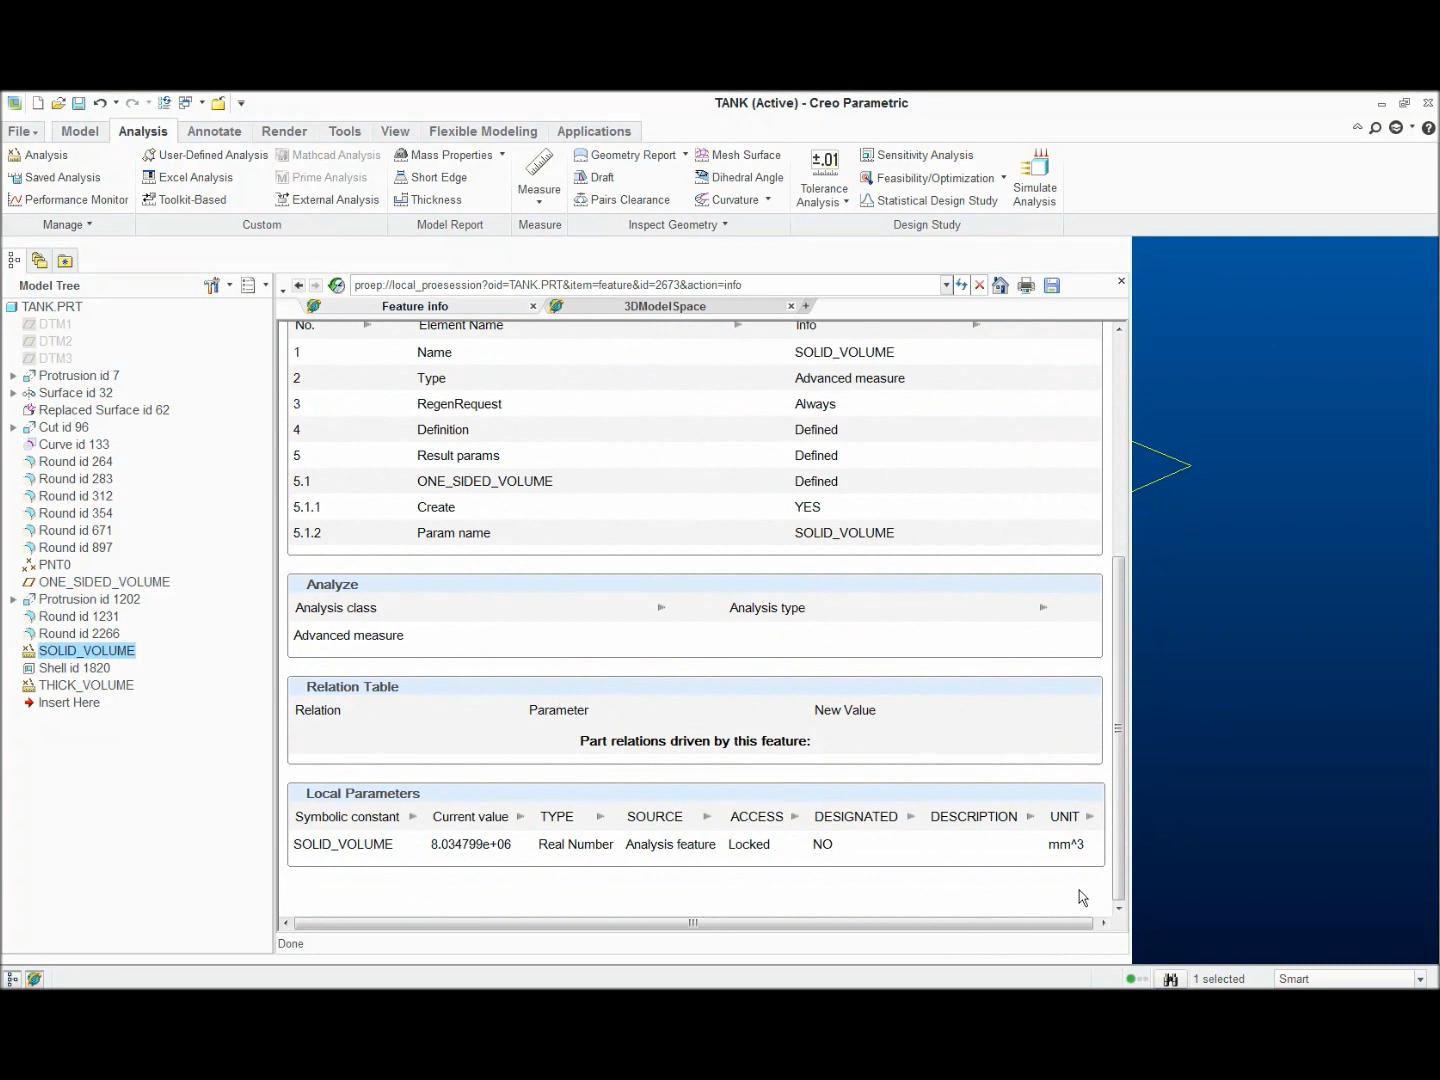 TANK (Active) - Creo Parametric
File Model Analysis Annotate Render Tools View Flexible Modeling Applications
Analysis User-Defined Analysis Mathcad Analysis Mass Properties Geometry Report Mesh Surface Sensitivity Analysis
Saved Analysis Excel Analysis Prime Analysis Short Edge Draft Dihedral Angle Feasibility/Optimization
Performance Monitor Toolkit-Based External Analysis Thickness Pairs Clearance Curvature Statistical Design Study
Measure
±.01
Tolerance Analysis
Simulate Analysis
Manage Custom Model Report Measure Inspect Geometry Design Study
Model Tree
TANK.PRT
DTM1
DTM2
DTM3
Protrusion id 7
Surface id 32
Replaced Surface id 62
Cut id 96
Curve id 133
Round id 264
Round id 283
Round id 312
Round id 354
Round id 671
Round id 897
PNT0
ONE_SIDED_VOLUME
Protrusion id 1202
Round id 1231
Round id 2266
SOLID_VOLUME
Shell id 1820
THICK_VOLUME
Insert Here
proep://local_proesession?oid=TANK.PRT&item=feature&id=2673&action=info
Feature info 3DModelSpace
No. Element Name Info
1 Name SOLID_VOLUME
2 Type Advanced measure
3 RegenRequest Always
4 Definition Defined
5 Result params Defined
5.1 ONE_SIDED_VOLUME Defined
5.1.1 Create YES
5.1.2 Param name SOLID_VOLUME
Analyze
Analysis class Analysis type
Advanced measure
Relation Table
Relation Parameter New Value
Part relations driven by this feature:
Local Parameters
Symbolic constant Current value TYPE SOURCE ACCESS DESIGNATED DESCRIPTION UNIT
SOLID_VOLUME 8.034799e+06 Real Number Analysis feature Locked NO mm^3
Done
1 selected Smart